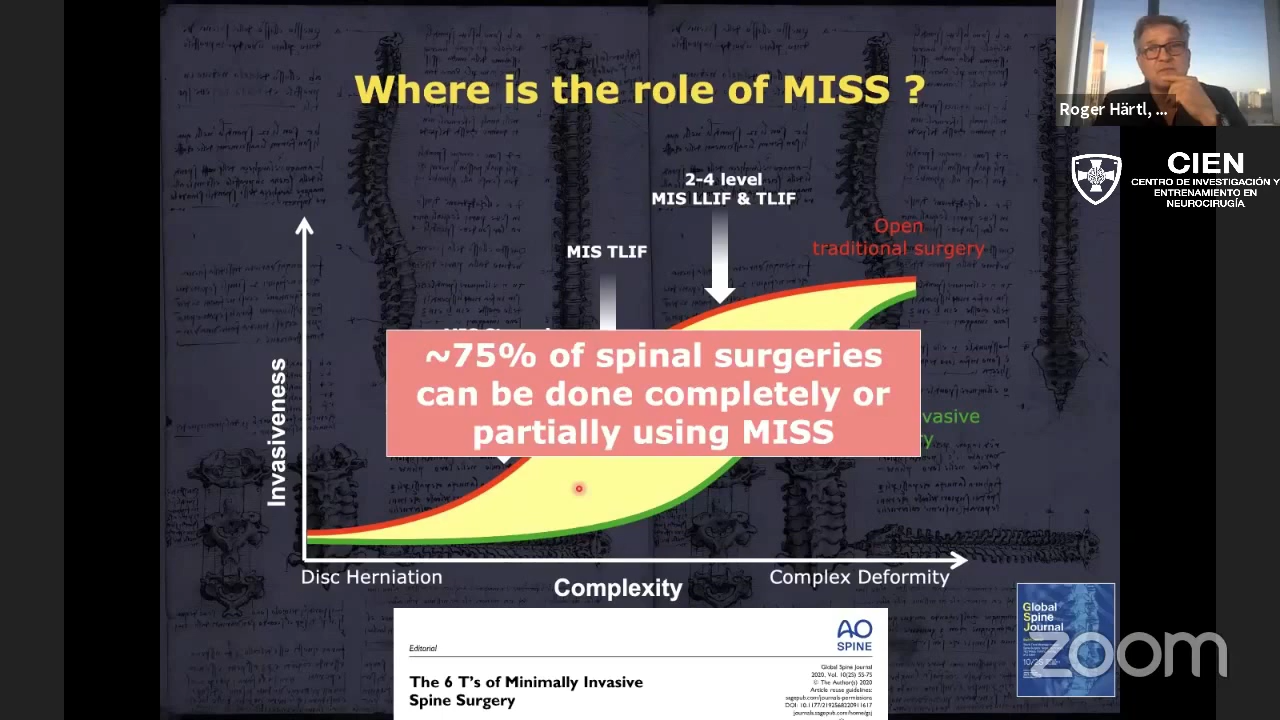 Where is the role of MISS ?
Roger Härtl, ...
CIEN
CENTRO DE INVESTIGACIÓN Y
ENTRENAMIENTO EN
NEUROCIRUGÍA
2-4 level
MIS LLIF & TLIF
Open
traditional surgery
MIS TLIF
~75% of spinal surgeries
can be done completely or
partially using MISS
vasive
Invasiveness
Disc Herniation
Complexity
Complex Deformity
AO
SPINE
Editorial
The 6 T's of Minimally Invasive
Spine Surgery
Global Spine Journal
2020, Vol. 10(2S) 5S-7S
© The Author(s) 2020
Article reuse guidelines:
sagepub.com/journals-permissions
DOI: 10.1177/2192568220911617
journals.sagepub.com/home/gsj
Global
Spine
Journal
zoom